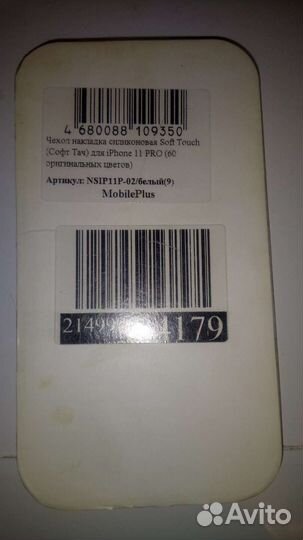 4 680088 109350
Чехол накладка силиконовая Soft Touch
(Софт Тач) для iPhone 11 PRO (60
оригинальных цветов)
Артикул: NSIP11P-02/белый(9)
MobilePlus
4179
Avito